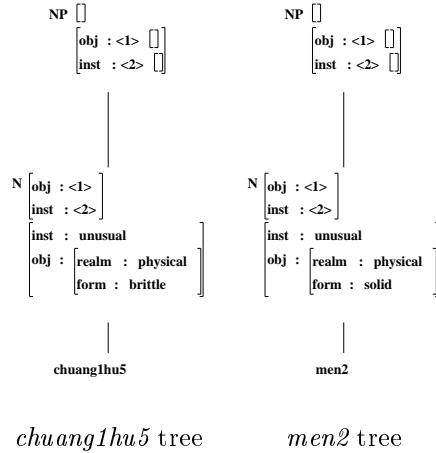 NP [] NP []
obj : <1> [] obj : <1> []
inst : <2> [] inst : <2> []
N obj : <1> N obj : <1>
inst : <2> inst : <2>
inst : unusual inst : unusual
obj : realm : physical obj : realm : physical
form : brittle form : solid
chuang1hu5 men2
chuang1hu5 tree men2 tree